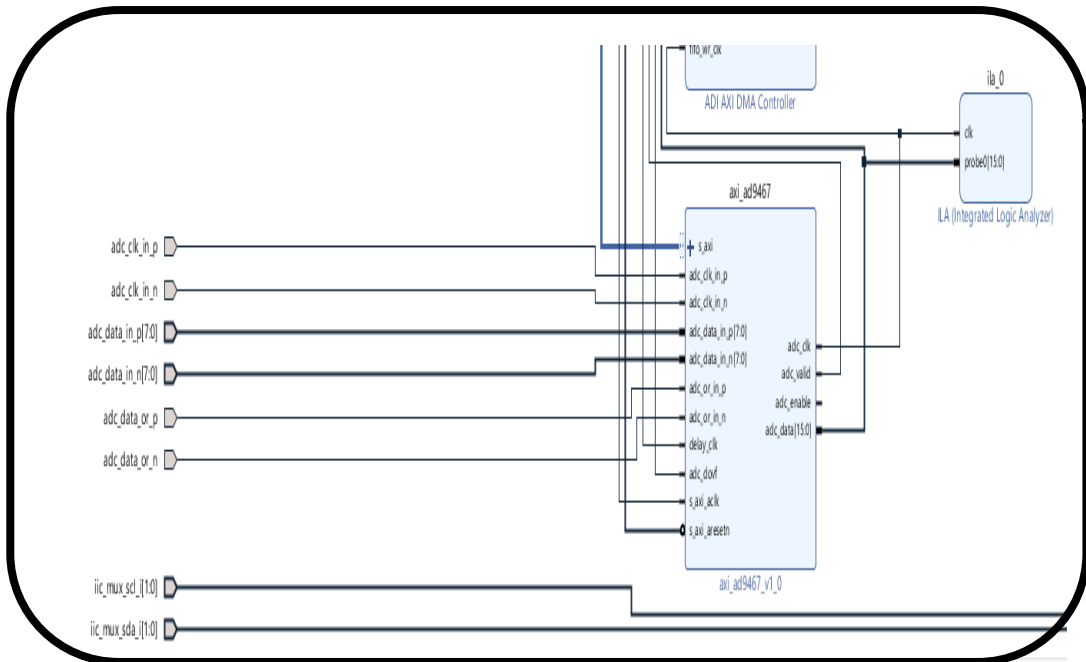 fifo_wr_clk
ADI AXI DMA Controller
ila_0
clk
probe0[15:0]
ILA (Integrated Logic Analyzer)
axi_ad9467
s_axi
adc_clk_in_p
adc_clk_in_n
adc_data_in_p[7:0]
adc_data_in_n[7:0]
adc_or_in_p
adc_or_in_n
delay_clk
adc_dovf
s_axi_aclk
s_axi_aresetn
adc_clk
adc_valid
adc_enable
adc_data[15:0]
axi_ad9467_v1_0
adc_clk_in_p
adc_clk_in_n
adc_data_in_p[7:0]
adc_data_in_n[7:0]
adc_data_or_p
adc_data_or_n
iic_mux_scl_i[1:0]
iic_mux_sda_i[1:0]